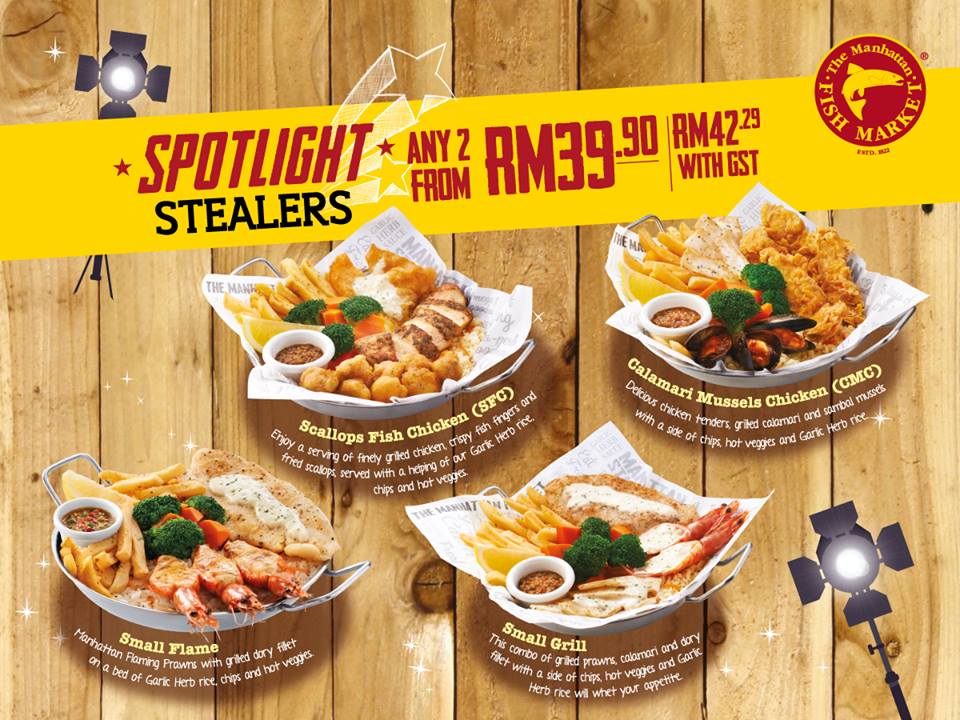 The Manhattan
FISH MARKET
ESTD. 1822
®
SPOTLIGHT
STEALERS
ANY 2
FROM
RM39.90
RM42.29
WITH GST
THE MANHATTAN
Scallops Fish Chicken (SFC)
Enjoy a serving of finely grilled chicken, crispy fish fingers and
fried scallops, served with a helping of our Garlic Herb rice,
chips and hot veggies.
Calamari Mussels Chicken (CMC)
Delicious chicken tenders, grilled calamari and sambal mussels
with a side of chips, hot veggies and Garlic Herb rice.
Small Flame
Manhattan Flaming Prawns with grilled dory fillet
on a bed of Garlic Herb rice, chips and hot veggies.
Small Grill
This combo of grilled prawns, calamari and dory
fillet with a side of chips, hot veggies and Garlic
Herb rice will whet your appetite.